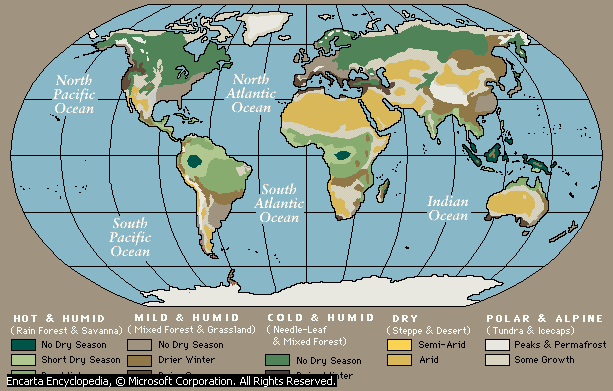 North
Pacific
Ocean
North
Atlantic
Ocean
South
Pacific
Ocean
South
Atlantic
Ocean
Indian
Ocean
HOT & HUMID
(Rain Forest & Savanna)
No Dry Season
Short Dry Season
MILD & HUMID
(Mixed Forest & Grassland)
No Dry Season
Drier Winter
COLD & HUMID
(Needle-Leaf
& Mixed Forest)
No Dry Season
DRY
(Steppe & Desert)
Semi-Arid
Arid
POLAR & ALPINE
(Tundra & Icecaps)
Peaks & Permafrost
Some Growth
Encarta Encyclopedia, © Microsoft Corporation. All Rights Reserved.